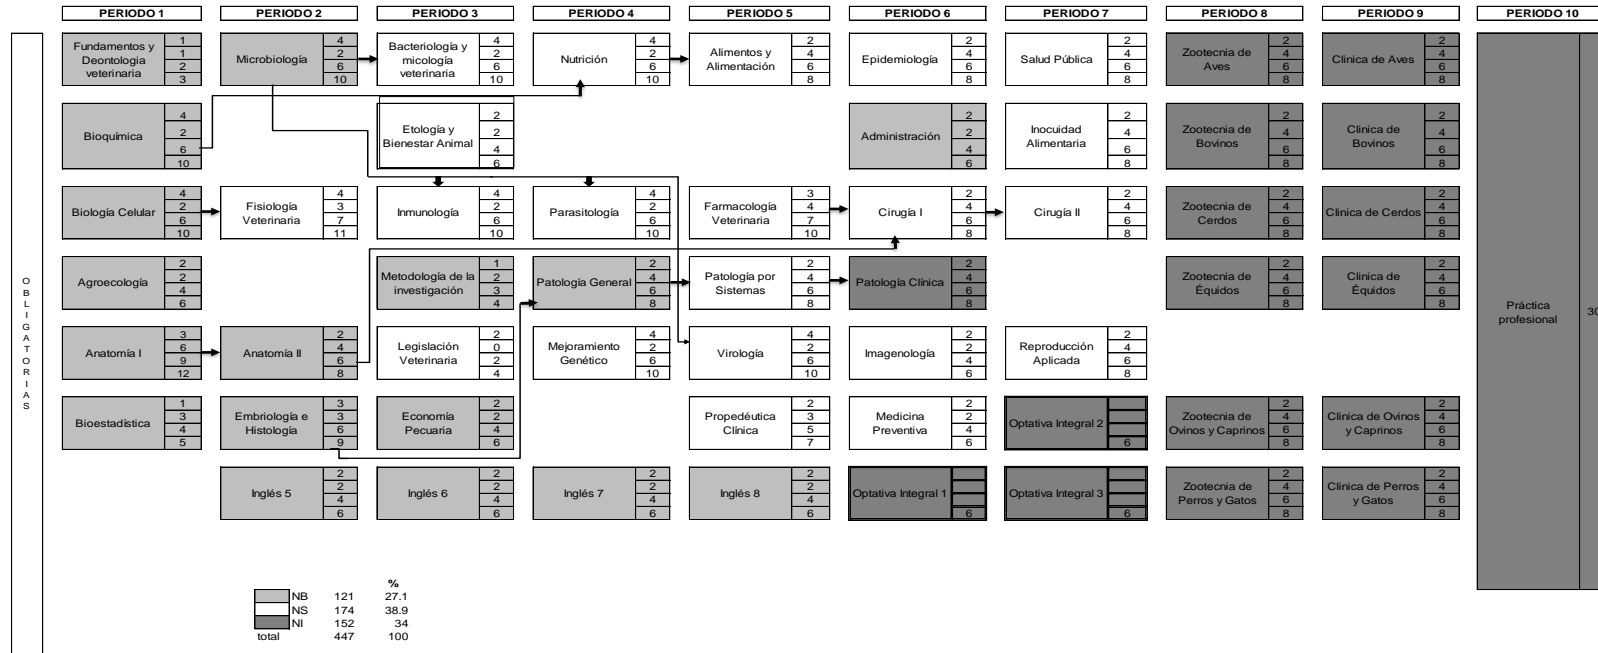 PERIODO 1 PERIODO 2 PERIODO 3 PERIODO 4 PERIODO 5 PERIODO 6 PERIODO 7 PERIODO 8 PERIODO 9 PERIODO 10
OBLIGATORIAS
Fundamentos y
Deontologia
veterinaria
1
1
2
3
Microbiología
4
2
6
10
Bacteriología y
micología
veterinaria
4
2
6
10
Nutrición
4
2
6
10
Alimentos y
Alimentación
2
4
6
8
Epidemiología
2
4
6
8
Salud Pública
2
4
6
8
Zootecnia de
Aves
2
4
6
8
Clinica de Aves
2
4
6
8
Bioquímica
4
2
6
10
Etología y
Bienestar Animal
2
2
4
6
Administración
2
2
4
6
Inocuidad
Alimentaria
2
4
6
8
Zootecnia de
Bovinos
2
4
6
8
Clinica de
Bovinos
2
4
6
8
Biología Celular
4
2
6
10
Fisiología
Veterinaria
4
3
7
11
Inmunología
4
2
6
10
Parasitología
4
2
6
10
Farmacología
Veterinaria
3
4
7
10
Cirugía I
2
4
6
8
Cirugía II
2
4
6
8
Zootecnia de
Cerdos
2
4
6
8
Clinica de Cerdos
2
4
6
8
Agroecología
2
2
4
6
Metodología de la
investigación
1
2
3
4
Patología General
2
4
6
8
Patología por
Sistemas
2
4
6
8
Patología Clínica
2
4
6
8
Zootecnia de
Équidos
2
4
6
8
Clinica de
Équidos
2
4
6
8
Anatomía I
3
6
9
12
Anatomía II
2
4
6
8
Legislación
Veterinaria
2
0
2
4
Mejoramiento
Genético
4
2
6
10
Virología
4
2
6
10
Imagenología
2
2
4
6
Reproducción
Aplicada
2
4
6
8
Práctica
profesional
30
Bioestadística
1
3
4
5
Embriología e
Histología
3
3
6
9
Economía
Pecuaria
2
2
4
6
Propedéutica
Clínica
2
3
5
7
Medicina
Preventiva
2
2
4
6
Optativa Integral 2
6
Zootecnia de
Ovinos y Caprinos
2
4
6
8
Clinica de Ovinos
y Caprinos
2
4
6
8
Inglés 5
2
2
4
6
Inglés 6
2
2
4
6
Inglés 7
2
2
4
6
Inglés 8
2
2
4
6
Optativa Integral 1
6
Optativa Integral 3
6
Zootecnia de
Perros y Gatos
2
4
6
8
Clinica de Perros
y Gatos
2
4
6
8
%
NB 121 27.1
NS 174 38.9
NI 152 34
total 447 100